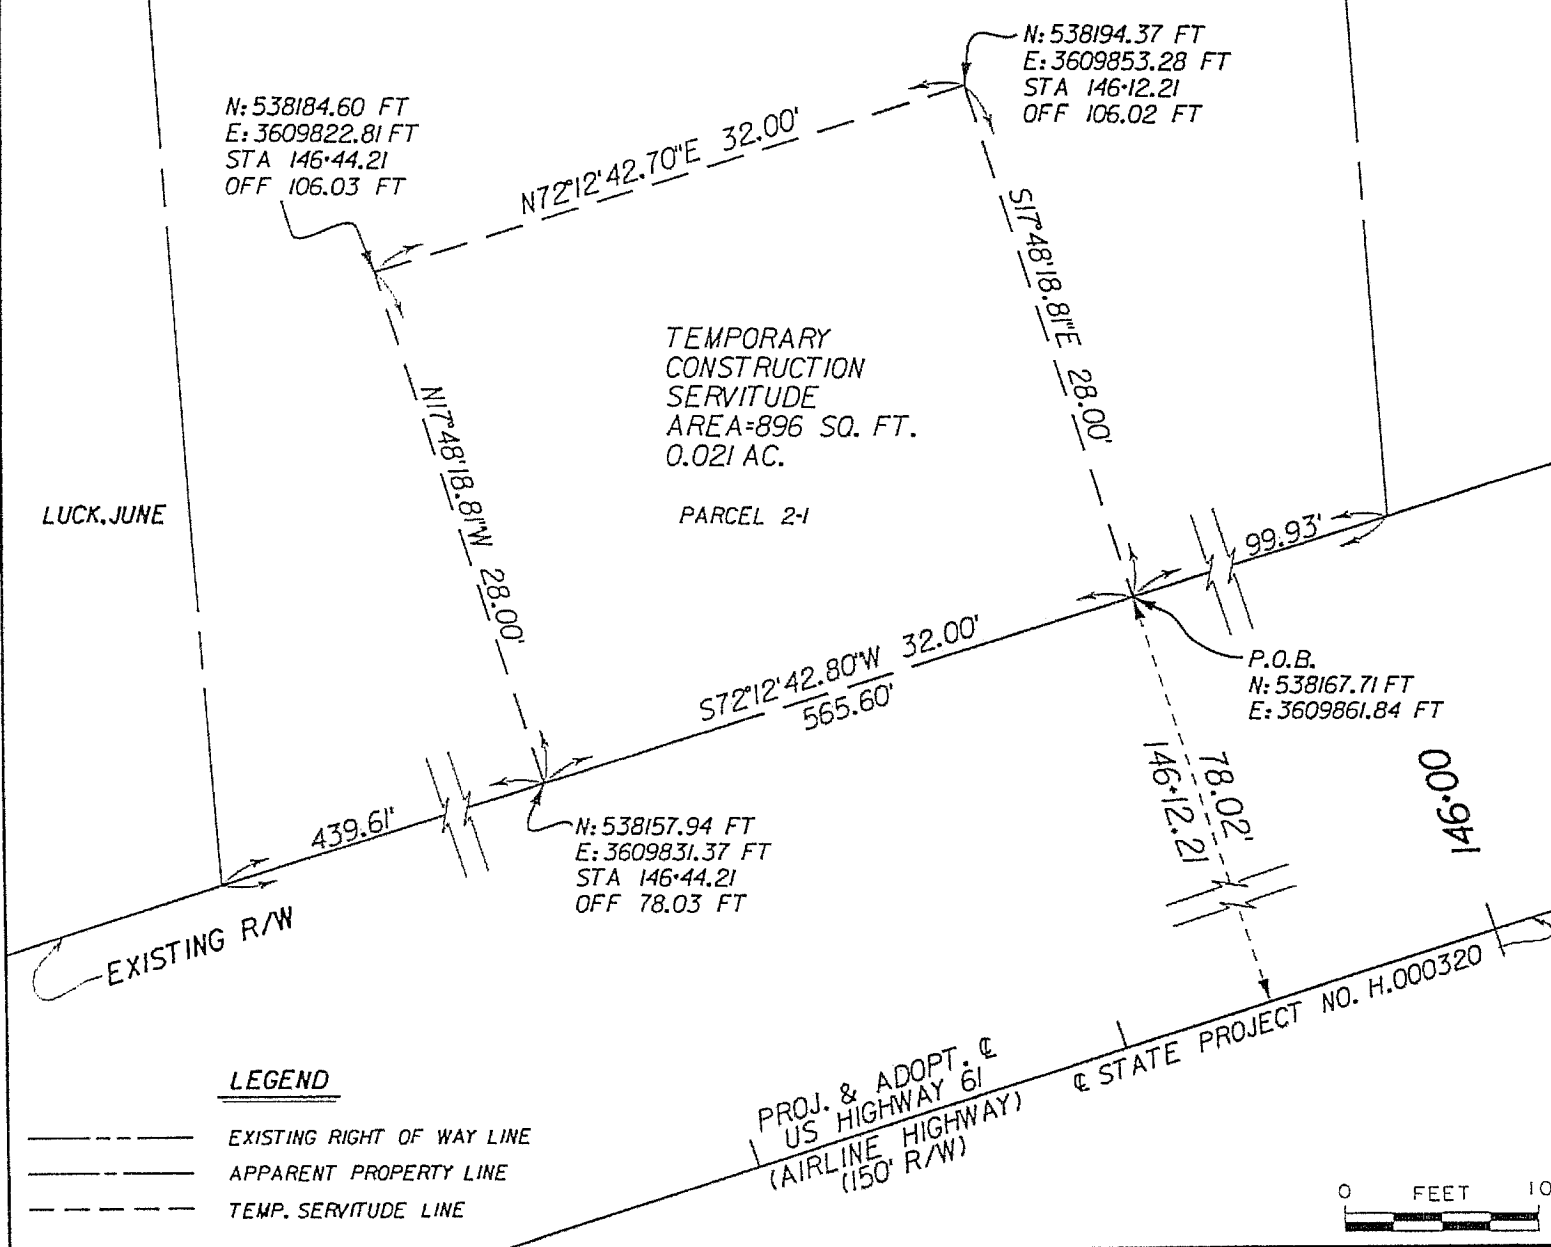 N: 538194.37 FT
E: 3609853.28 FT
STA 146+12.21
OFF 106.02 FT
N: 538184.60 FT
E: 3609822.81 FT
STA 146+44.21
OFF 106.03 FT
N72°12'42.70"E 32.00'
S17°48'18.81"E 28.00'
TEMPORARY
CONSTRUCTION
SERVITUDE
AREA=896 SQ. FT.
0.021 AC.
PARCEL 2-1
N17°48'18.81"W 28.00'
LUCK, JUNE
99.93'
S72°12'42.80"W 32.00'
565.60'
P.O.B.
N: 538167.71 FT
E: 3609861.84 FT
78.02'
146+12.21
146+00
439.61'
N: 538157.94 FT
E: 3609831.37 FT
STA 146+44.21
OFF 78.03 FT
EXISTING R/W
℄ STATE PROJECT NO. H.000320
PROJ. & ADOPT. ℄
US HIGHWAY 61
(AIRLINE HIGHWAY)
(150' R/W)
LEGEND
EXISTING RIGHT OF WAY LINE
APPARENT PROPERTY LINE
TEMP. SERVITUDE LINE
0 FEET 10